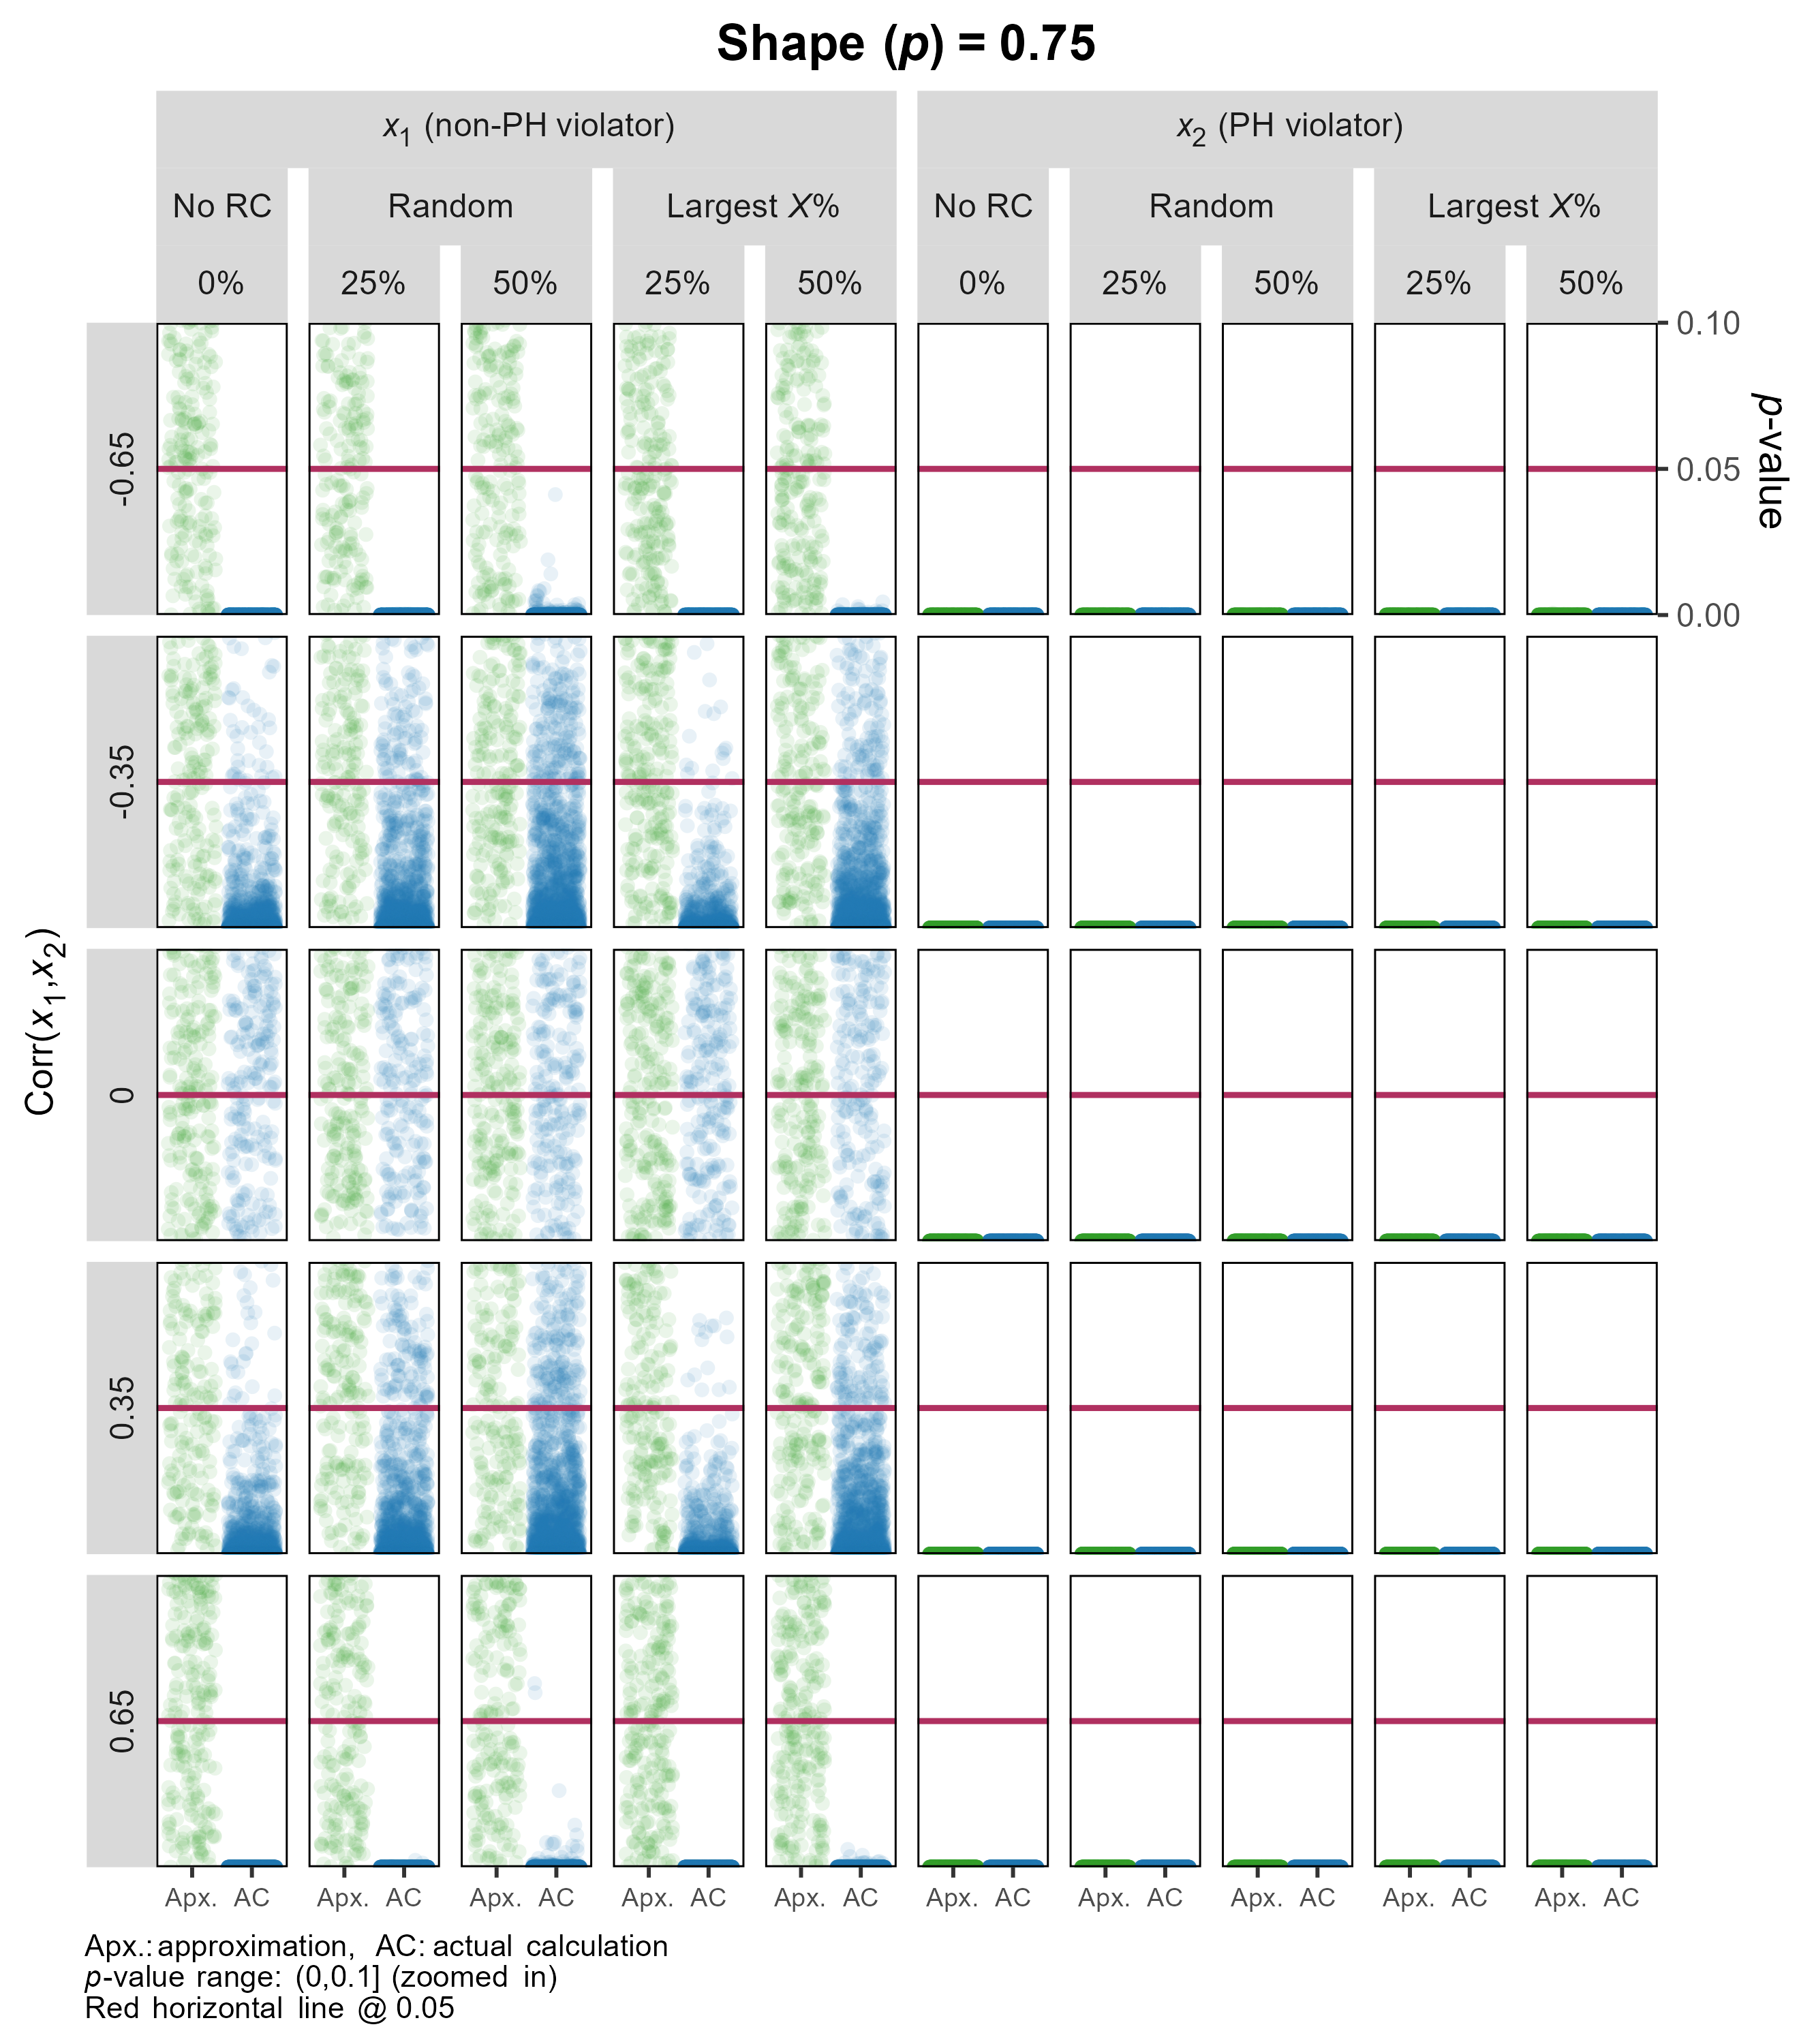 Shape (p) = 0.75
x1 (non-PH violator) x2 (PH violator)
No RC Random Largest X% No RC Random Largest X%
0% 25% 50% 25% 50% 0% 25% 50% 25% 50%
-0.65
-0.35
0
0.35
0.65
Corr(x1,x2)
0.10
0.05
0.00
p-value
Apx. AC Apx. AC Apx. AC Apx. AC Apx. AC Apx. AC Apx. AC Apx. AC Apx. AC Apx. AC
Apx.: approximation, AC: actual calculation
p-value range: (0,0.1] (zoomed in)
Red horizontal line @ 0.05